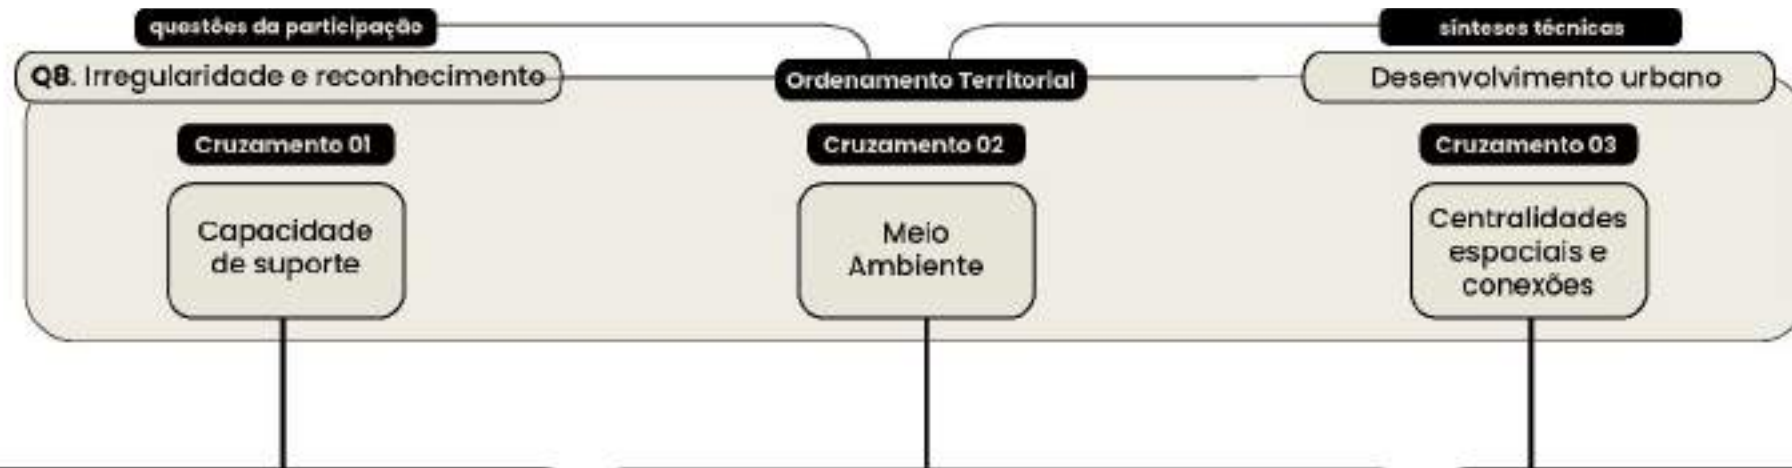 questões da participação
sínteses técnicas
Q8. Irregularidade e reconhecimento
Ordenamento Territorial
Desenvolvimento urbano
Cruzamento 01
Cruzamento 02
Cruzamento 03
Capacidade
de suporte
Meio
Ambiente
Centralidades
espaciais e
conexões